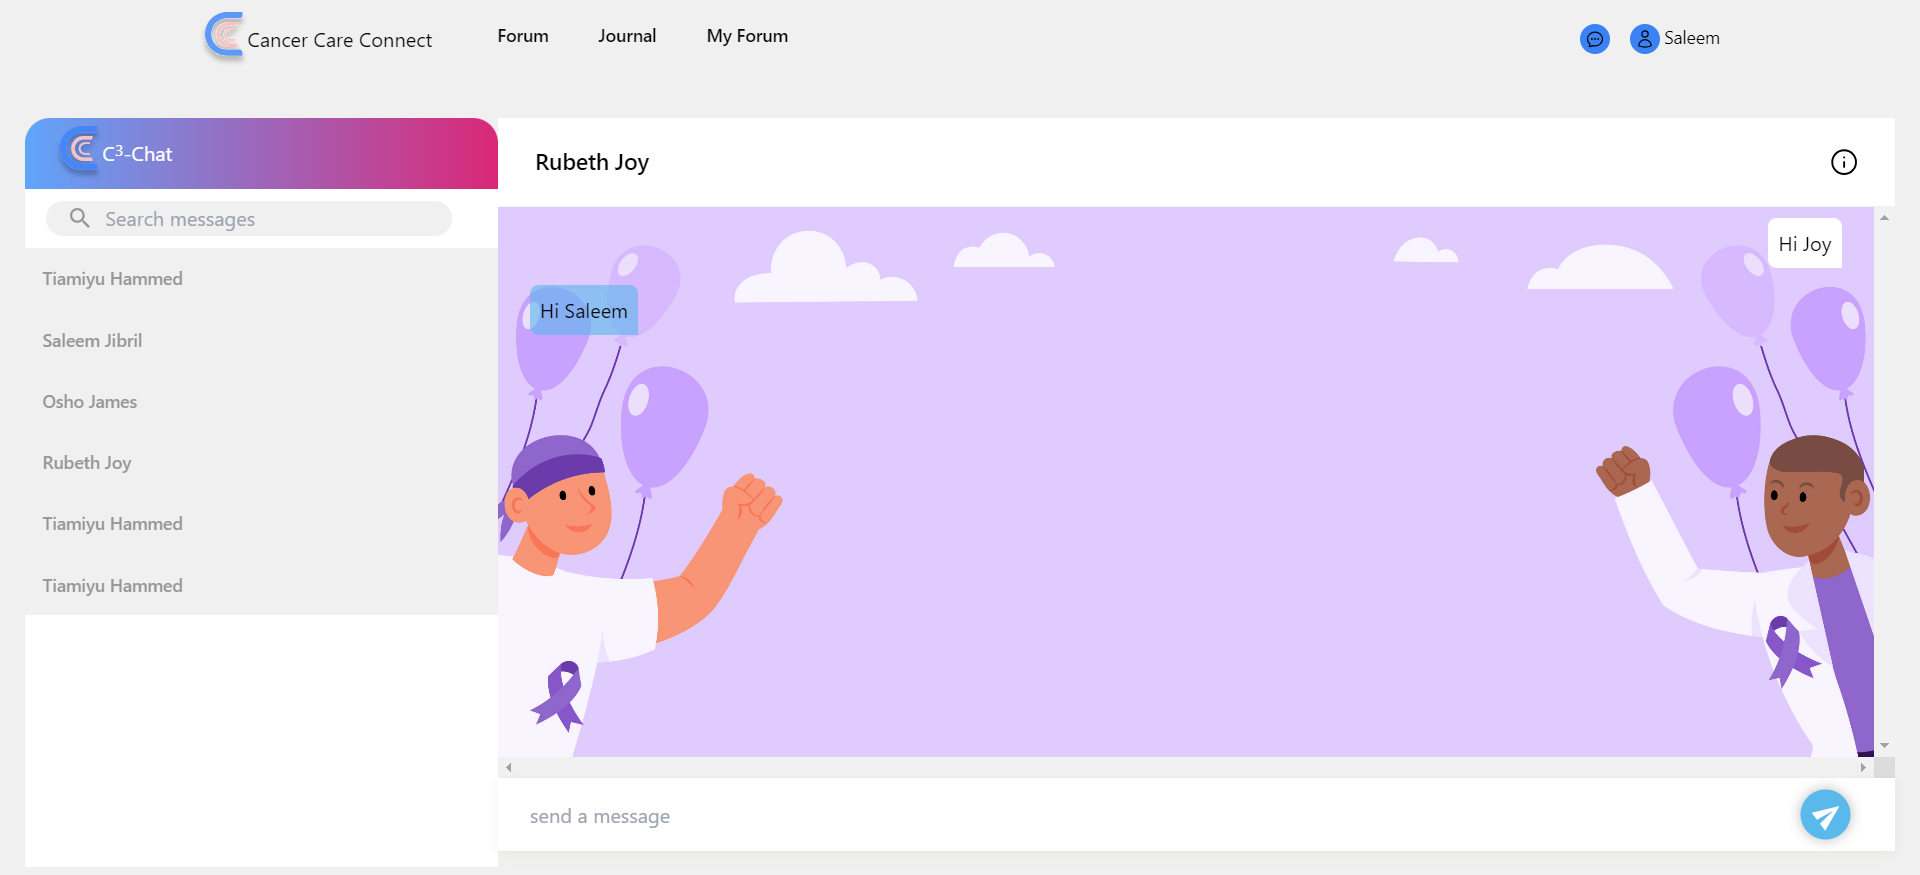 Cancer Care Connect
Forum
Journal
My Forum
Saleem
C³-Chat
Search messages
Tiamiyu Hammed
Saleem Jibril
Osho James
Rubeth Joy
Tiamiyu Hammed
Tiamiyu Hammed
Rubeth Joy
Hi Joy
Hi Saleem
send a message